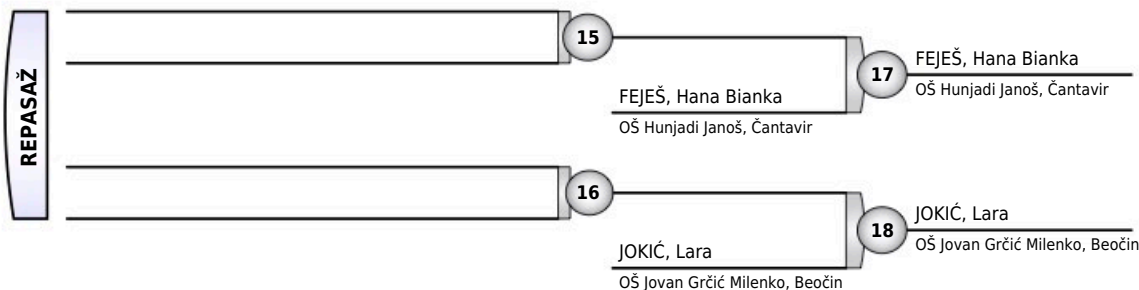 REPASAŽ
15
FEJEŠ, Hana Bianka
OŠ Hunjadi Janoš, Čantavir
17
FEJEŠ, Hana Bianka
OŠ Hunjadi Janoš, Čantavir
16
JOKIĆ, Lara
OŠ Jovan Grčić Milenko, Beočin
18
JOKIĆ, Lara
OŠ Jovan Grčić Milenko, Beočin